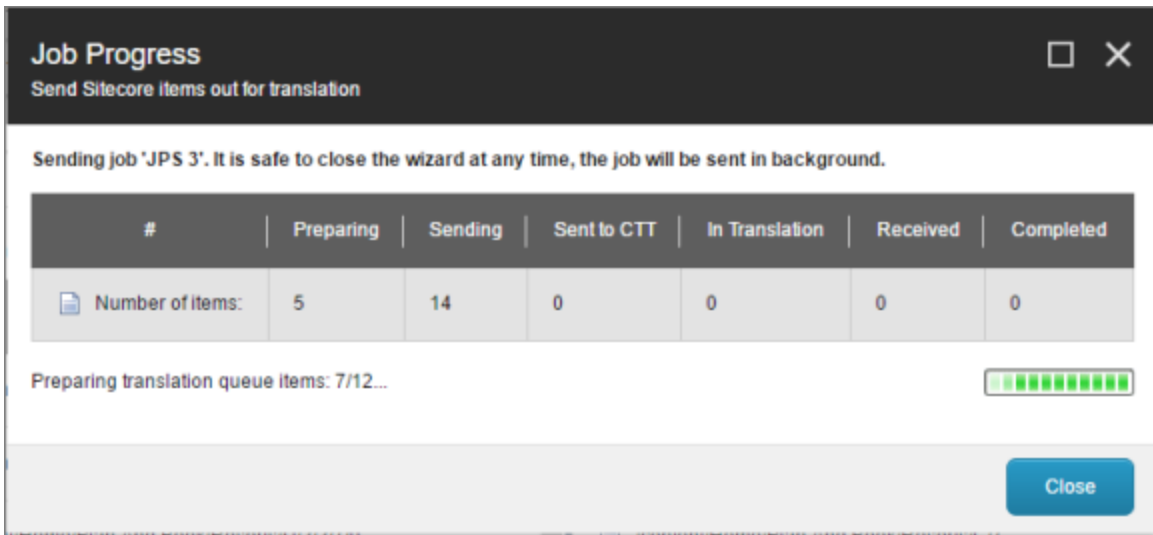 Job Progress
Send Sitecore items out for translation
Sending job 'JPS 3'. It is safe to close the wizard at any time, the job will be sent in background.
# Preparing Sending Sent to CTT In Translation Received Completed
Number of items: 5 14 0 0 0 0
Preparing translation queue items: 7/12...
Close